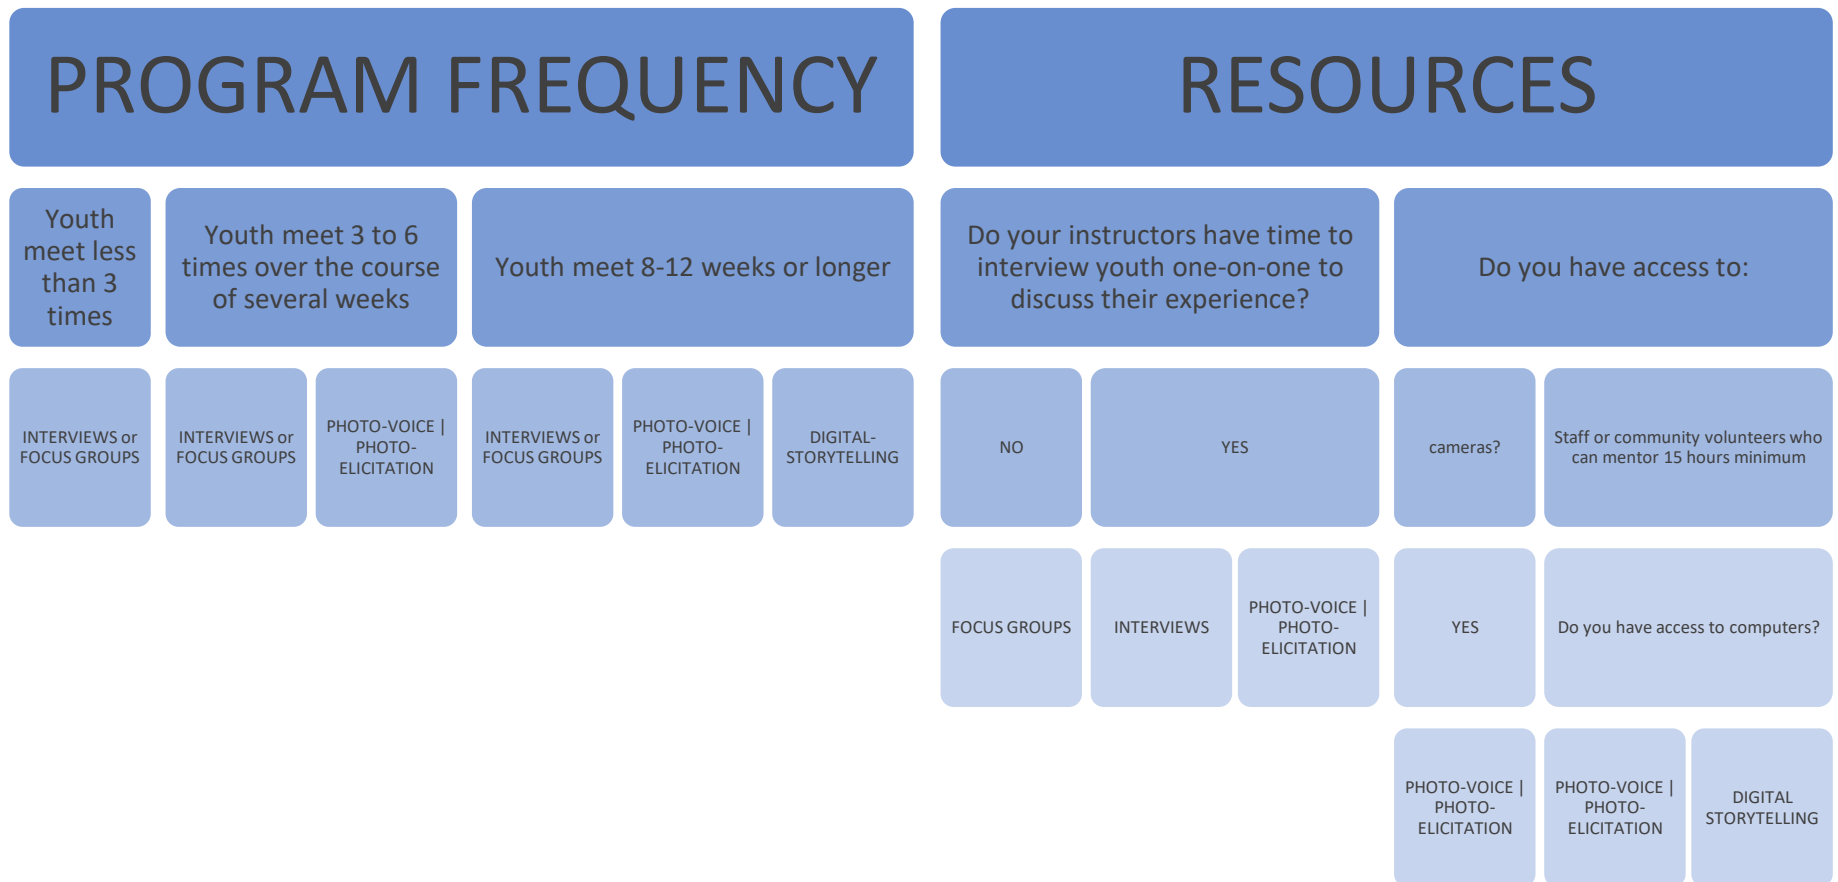 PROGRAM FREQUENCY
RESOURCES
Youth
meet less
than 3
times
Youth meet 3 to 6
times over the course
of several weeks
Youth meet 8-12 weeks or longer
Do your instructors have time to
interview youth one-on-one to
discuss their experience?
Do you have access to:
INTERVIEWS or
FOCUS GROUPS
INTERVIEWS or
FOCUS GROUPS
PHOTO-VOICE |
PHOTO-
ELICITATION
INTERVIEWS or
FOCUS GROUPS
PHOTO-VOICE |
PHOTO-
ELICITATION
DIGITAL-
STORYTELLING
NO
YES
cameras?
Staff or community volunteers who
can mentor 15 hours minimum
FOCUS GROUPS
INTERVIEWS
PHOTO-VOICE |
PHOTO-
ELICITATION
YES
Do you have access to computers?
PHOTO-VOICE |
PHOTO-
ELICITATION
PHOTO-VOICE |
PHOTO-
ELICITATION
DIGITAL
STORYTELLING